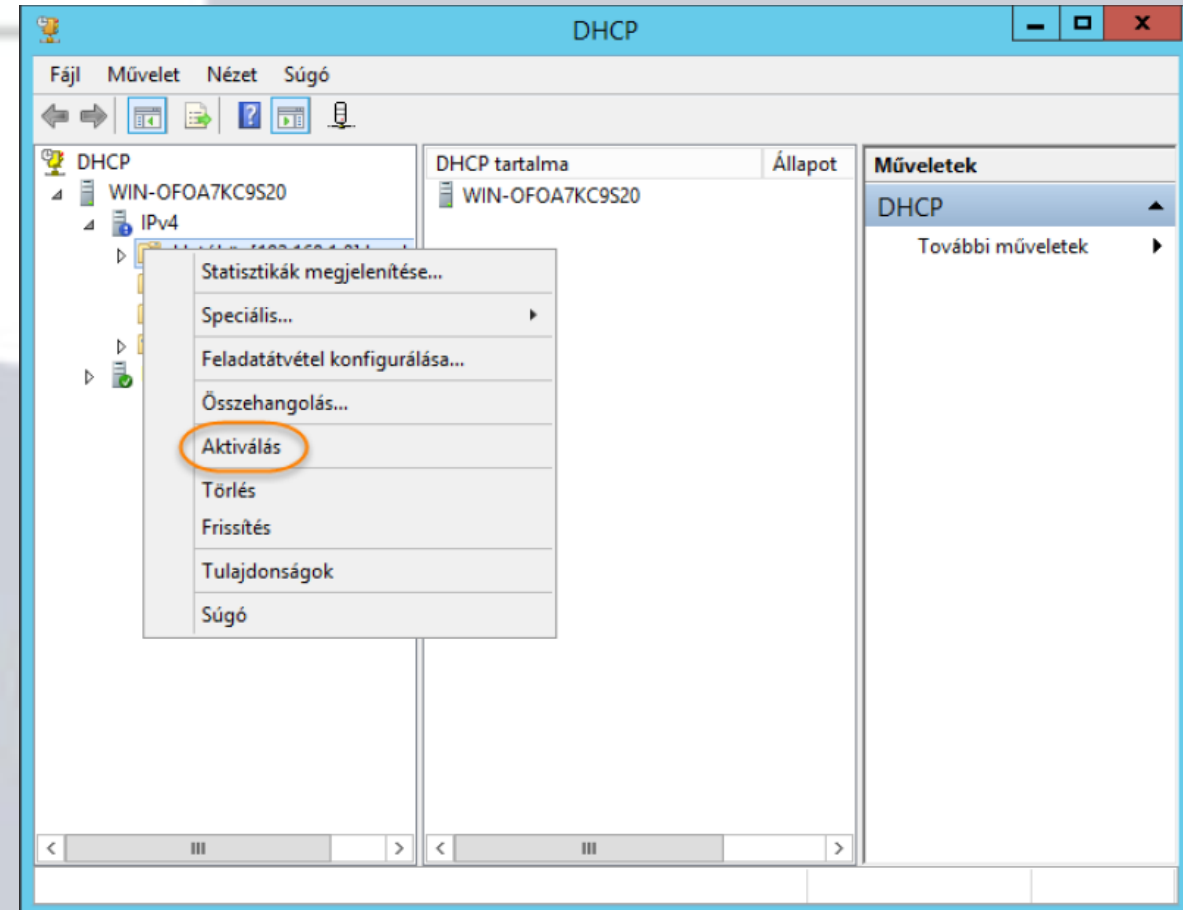 DHCP
Fájl Művelet Nézet Súgó
DHCP
WIN-OFOA7KC9S20
IPv4
DHCP tartalma Állapot
WIN-OFOA7KC9S20
Műveletek
DHCP
További műveletek
Statisztikák megjelenítése...
Speciális...
Feladatátvétel konfigurálása...
Összehangolás...
Aktiválás
Törlés
Frissítés
Tulajdonságok
Súgó